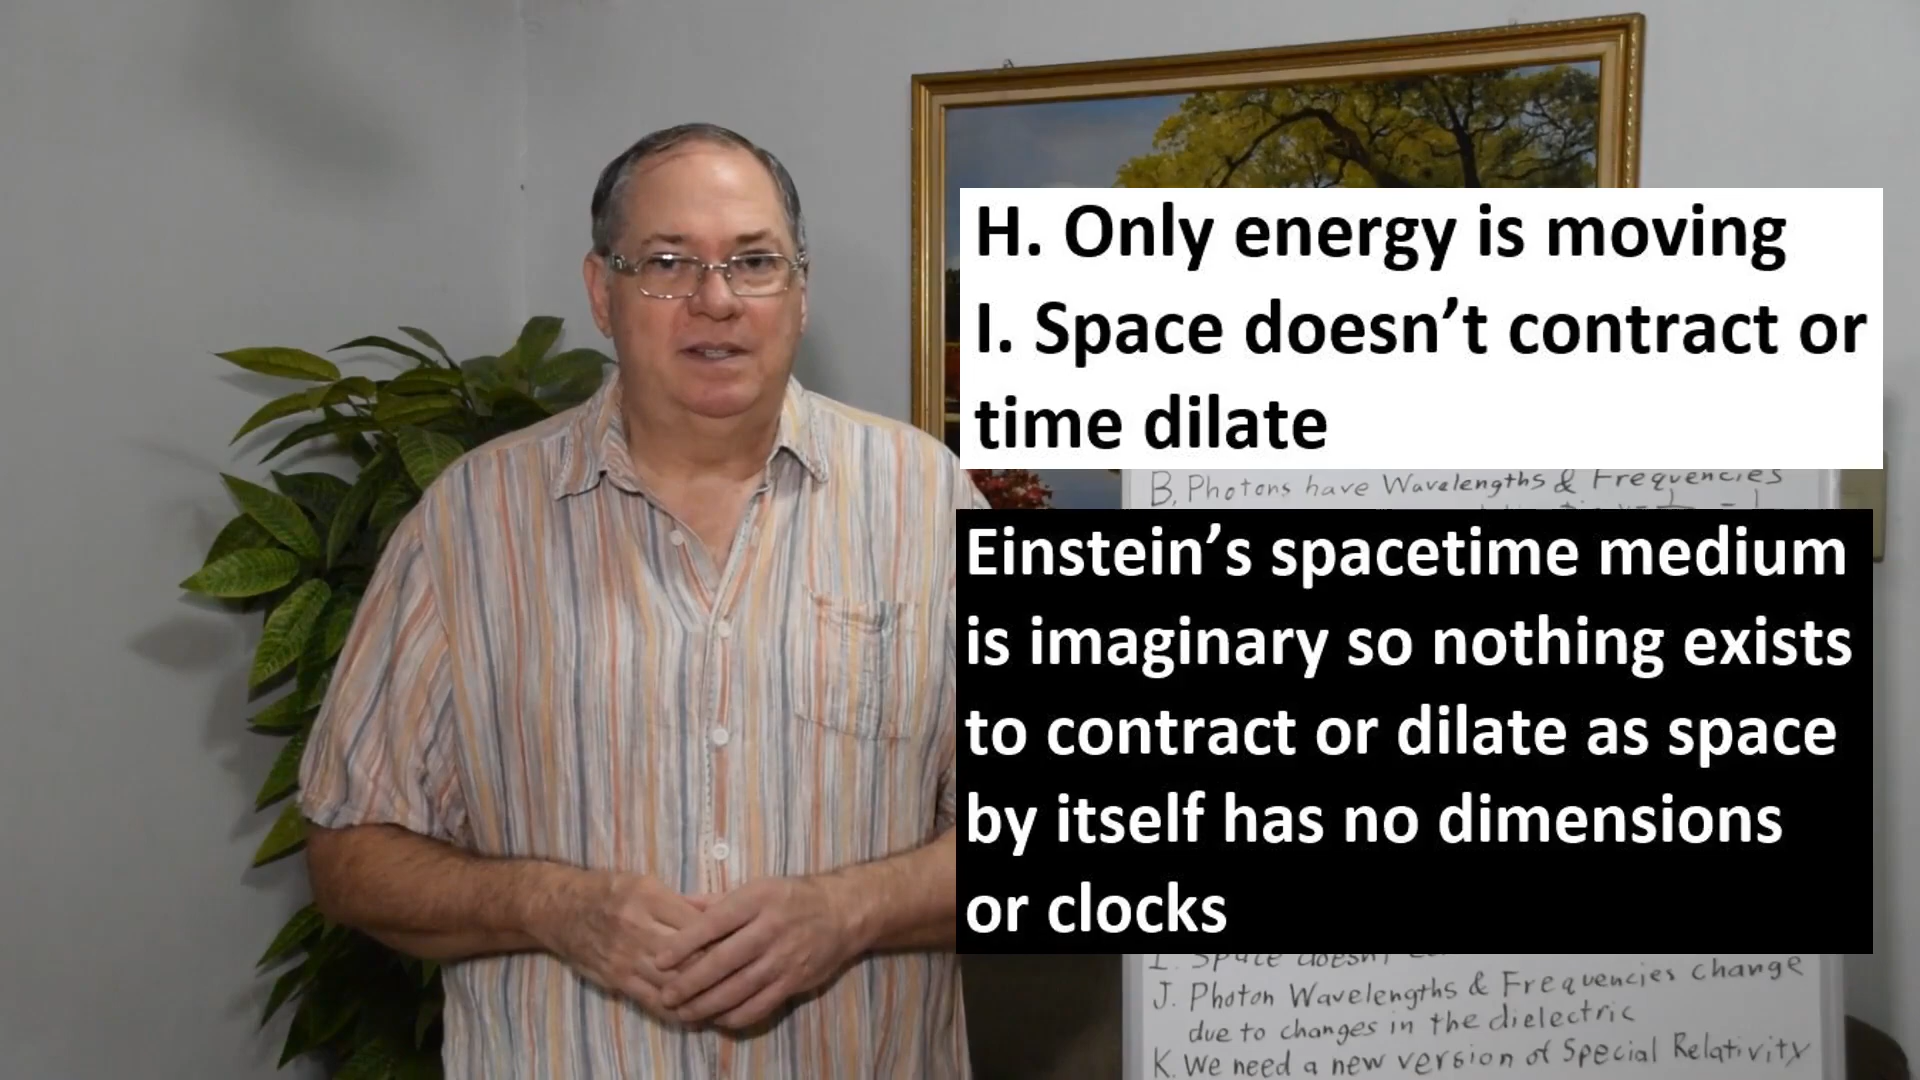 H. Only energy is moving
I. Space doesn’t contract or
time dilate
B. Photons have Wavelengths & Frequencies
Einstein’s spacetime medium
is imaginary so nothing exists
to contract or dilate as space
by itself has no dimensions
or clocks
I. Space doesn't
J. Photon Wavelengths & Frequencies change
due to changes in the dielectric
K. We need a new version of Special Relativity